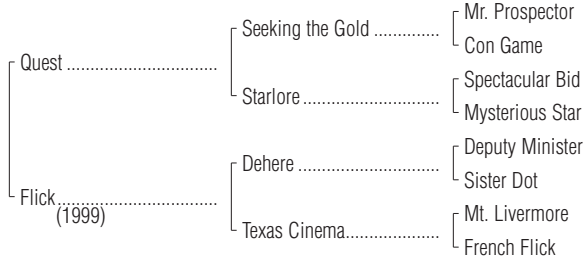 Mr. Prospector
Seeking the Gold ..............
Con Game
Quest ................................
Spectacular Bid
Starlore.............................
Mysterious Star
Deputy Minister
Dehere ..............................
Sister Dot
Flick..................................
(1999)
Mt. Livermore
Texas Cinema....................
French Flick